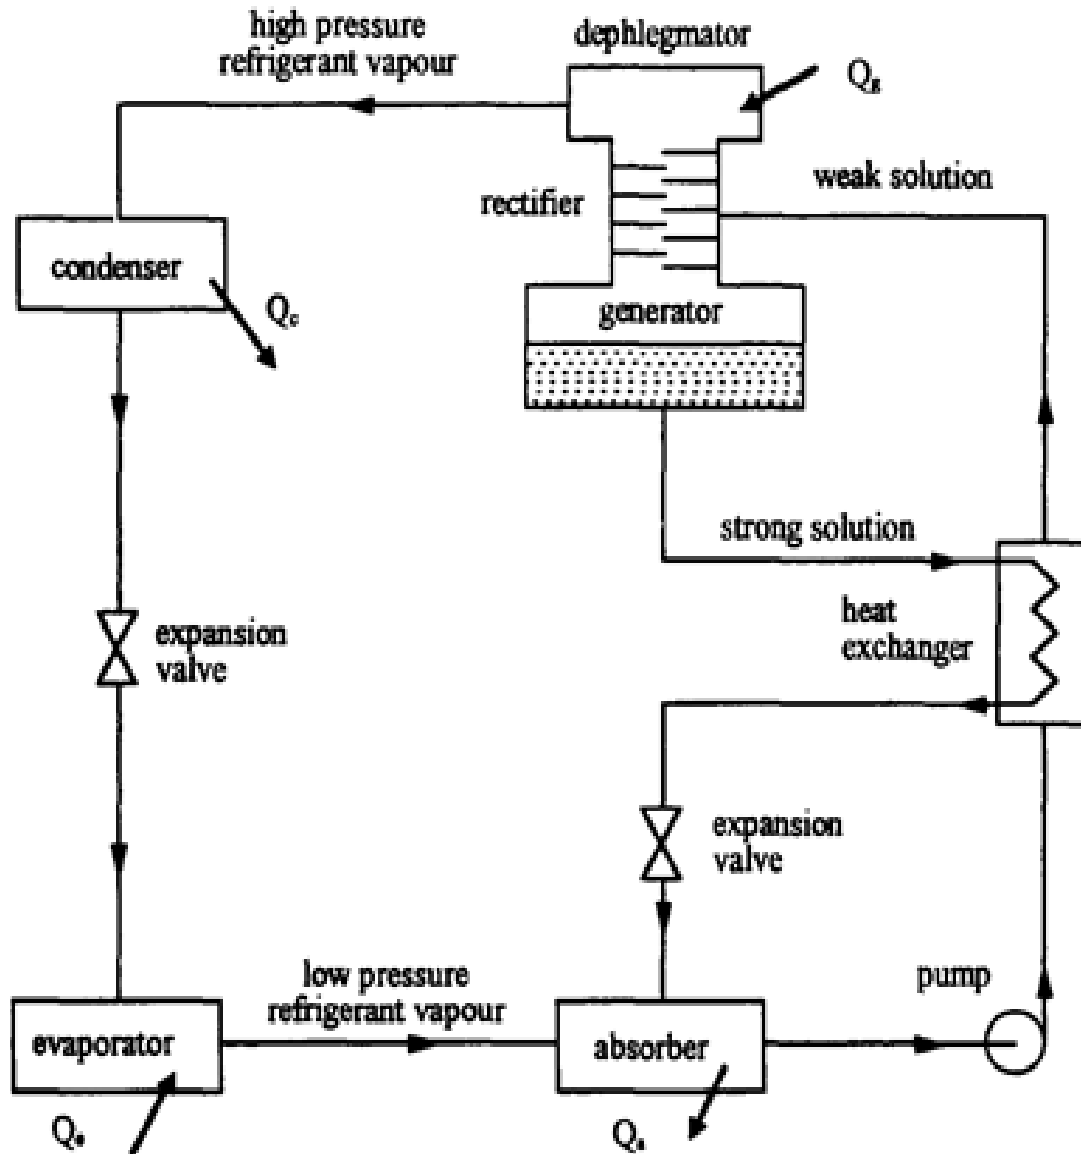 high pressure
refrigerant vapour
dephlegmator
Qg
weak solution
rectifier
condenser
Qc
generator
strong solution
heat
exchanger
expansion
valve
expansion
valve
low pressure
refrigerant vapour
pump
evaporator
absorber
Qe
Qa